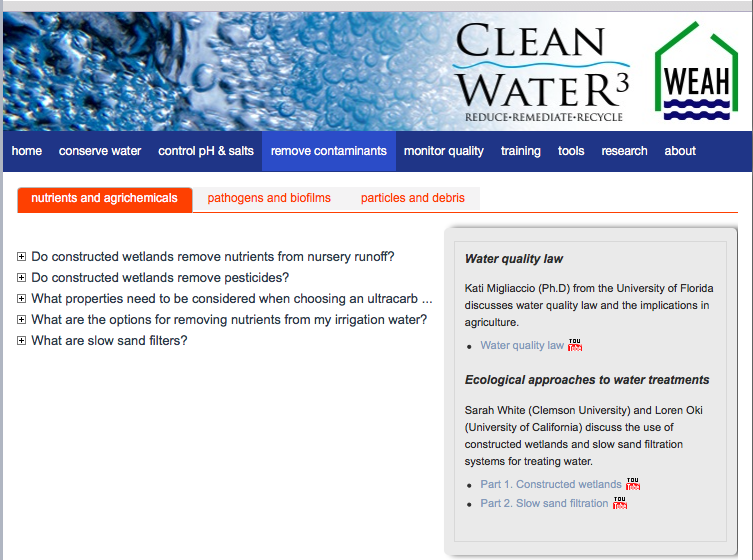 CLEAN
WATER³
REDUCE•REMEDIATE•RECYCLE
WEAH
home conserve water control pH & salts remove contaminants monitor quality training tools research about
nutrients and agrichemicals pathogens and biofilms particles and debris
Do constructed wetlands remove nutrients from nursery runoff?
Do constructed wetlands remove pesticides?
What properties need to be considered when choosing an ultracarb ...
What are the options for removing nutrients from my irrigation water?
What are slow sand filters?
Water quality law
Kati Migliaccio (Ph.D) from the University of Florida
discusses water quality law and the implications in
agriculture.
• Water quality law YOU Tube
Ecological approaches to water treatments
Sarah White (Clemson University) and Loren Oki
(University of California) discuss the use of
constructed wetlands and slow sand filtration
systems for treating water.
• Part 1. Constructed wetlands YOU Tube
• Part 2. Slow sand filtration YOU Tube